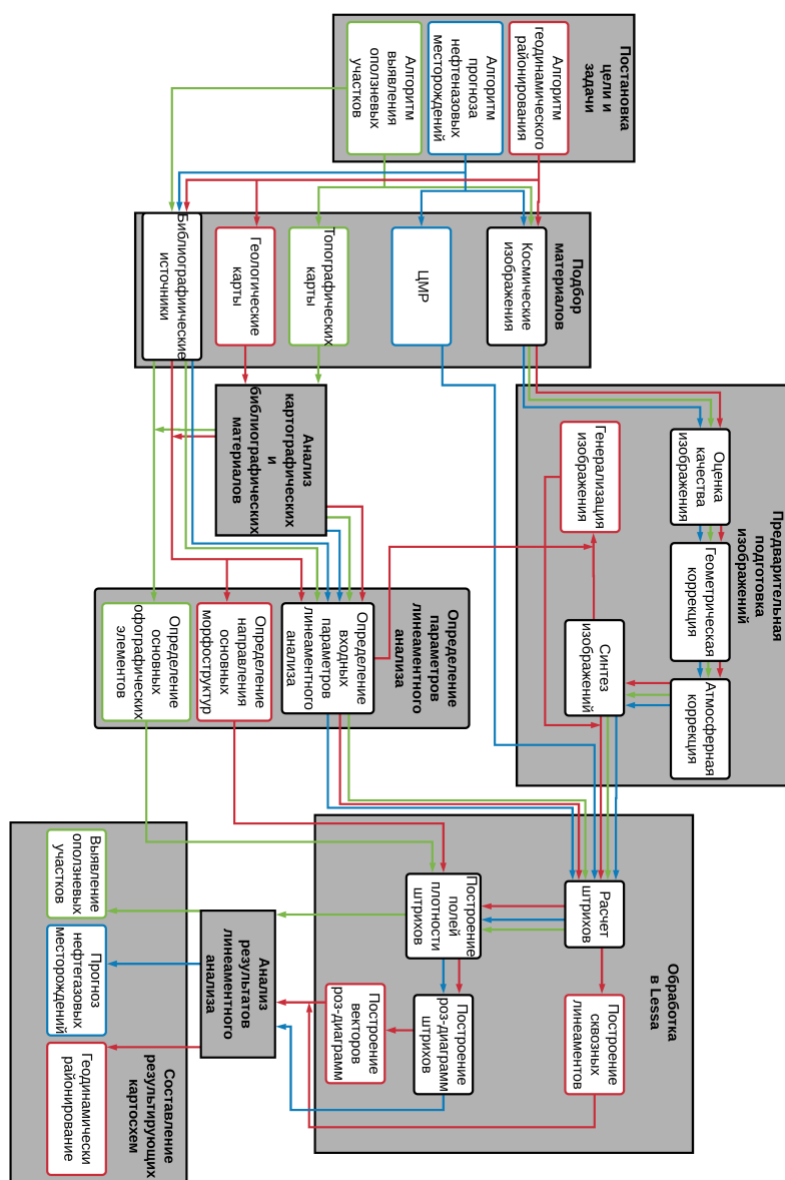 Постановка
цели и
задачи
Алгоритм
геодинамического
районирования
Алгоритм
прогноза
нефтеназовых
месторождений
Алгоритм
выявления
оползневых
участков
Подбор
материалов
Космические
изображения
ЦМР
Топографических
карты
Геологические
карты
Библиографиические
источники
Предварительная
подготовка
изображений
Оценка
качества
изображения
Геометрическая
коррекция
Атмосферная
коррекция
Генерализация
изображения
Синтез
изображений
Анализ
картографических
и
библиографических
материалов
Определение
параметров
линеаментного
анализа
Определение
входных
параметров
линеаментного
анализа
Определение
направления
основных
морфоструктур
Определение
основных
офографических
элементов
Обработка
в Lessa
Расчет
штрихов
Построение
сквозных
линеаментов
Построение
полей
плотности
штрихов
Построение
роз-диаграмм
штрихов
Построение
векторов
роз-диаграмм
Анализ
результатов
линеаментного
анализа
Составление
результирующих
картосхем
Выявление
оползневых
участков
Прогноз
нефтегазовых
месторождений
Геодинамически
районирование